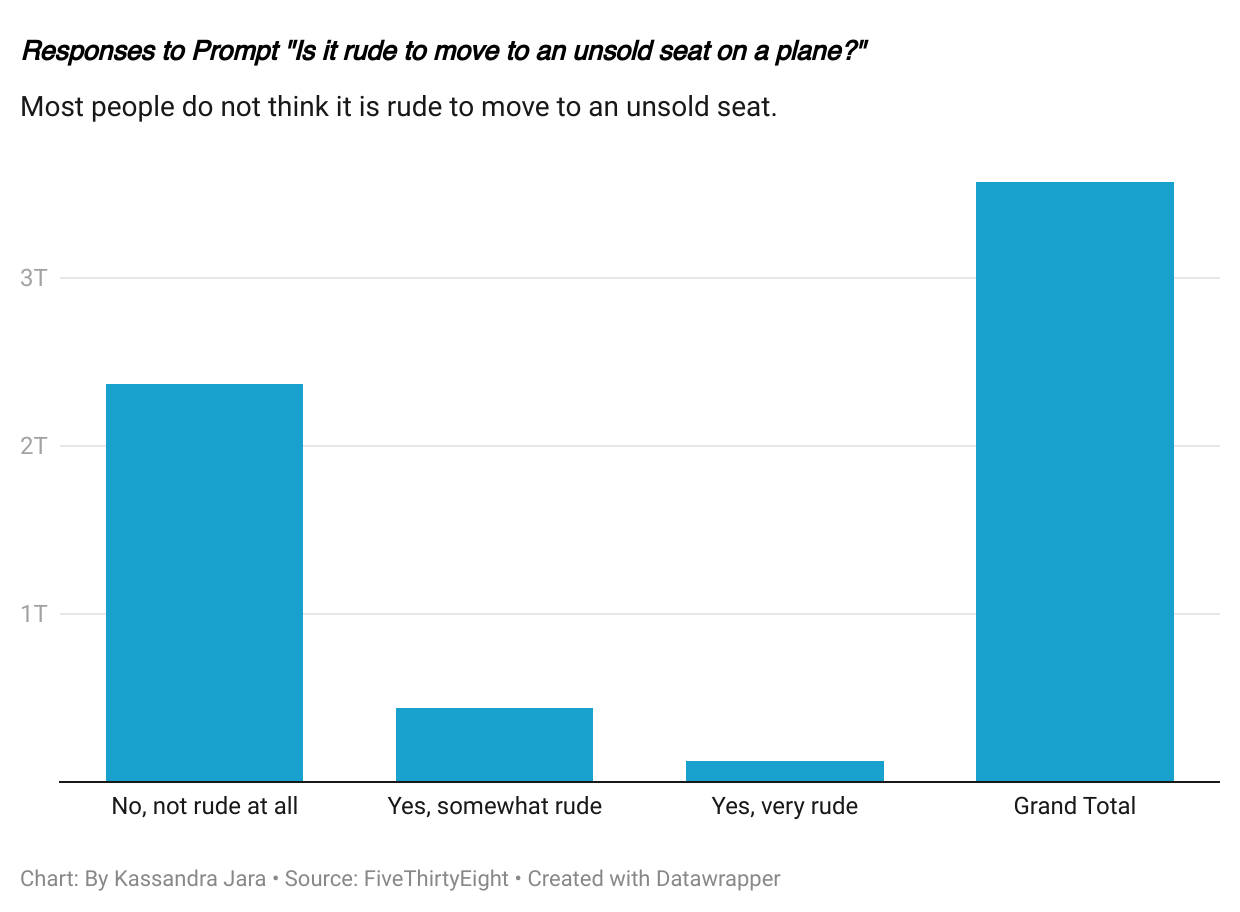 Responses to Prompt "Is it rude to move to an unsold seat on a plane?"
Most people do not think it is rude to move to an unsold seat.
3T
2T
1T
No, not rude at all
Yes, somewhat rude
Yes, very rude
Grand Total
Chart: By Kassandra Jara • Source: FiveThirtyEight • Created with Datawrapper